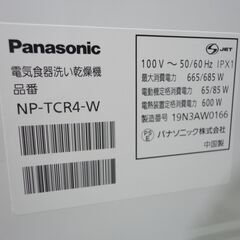 Panasonic
電気食器洗い乾燥機
品番
NP-TCR4-W
JET
100 V ～ 50/60 Hz IPX1
最大消費電力 665/685 W
電動機定格消費電力 65/85 W
電熱装置定格消費電力 600 W
製造番号 19N3AW0166
PS E パナソニック株式会社
中国製